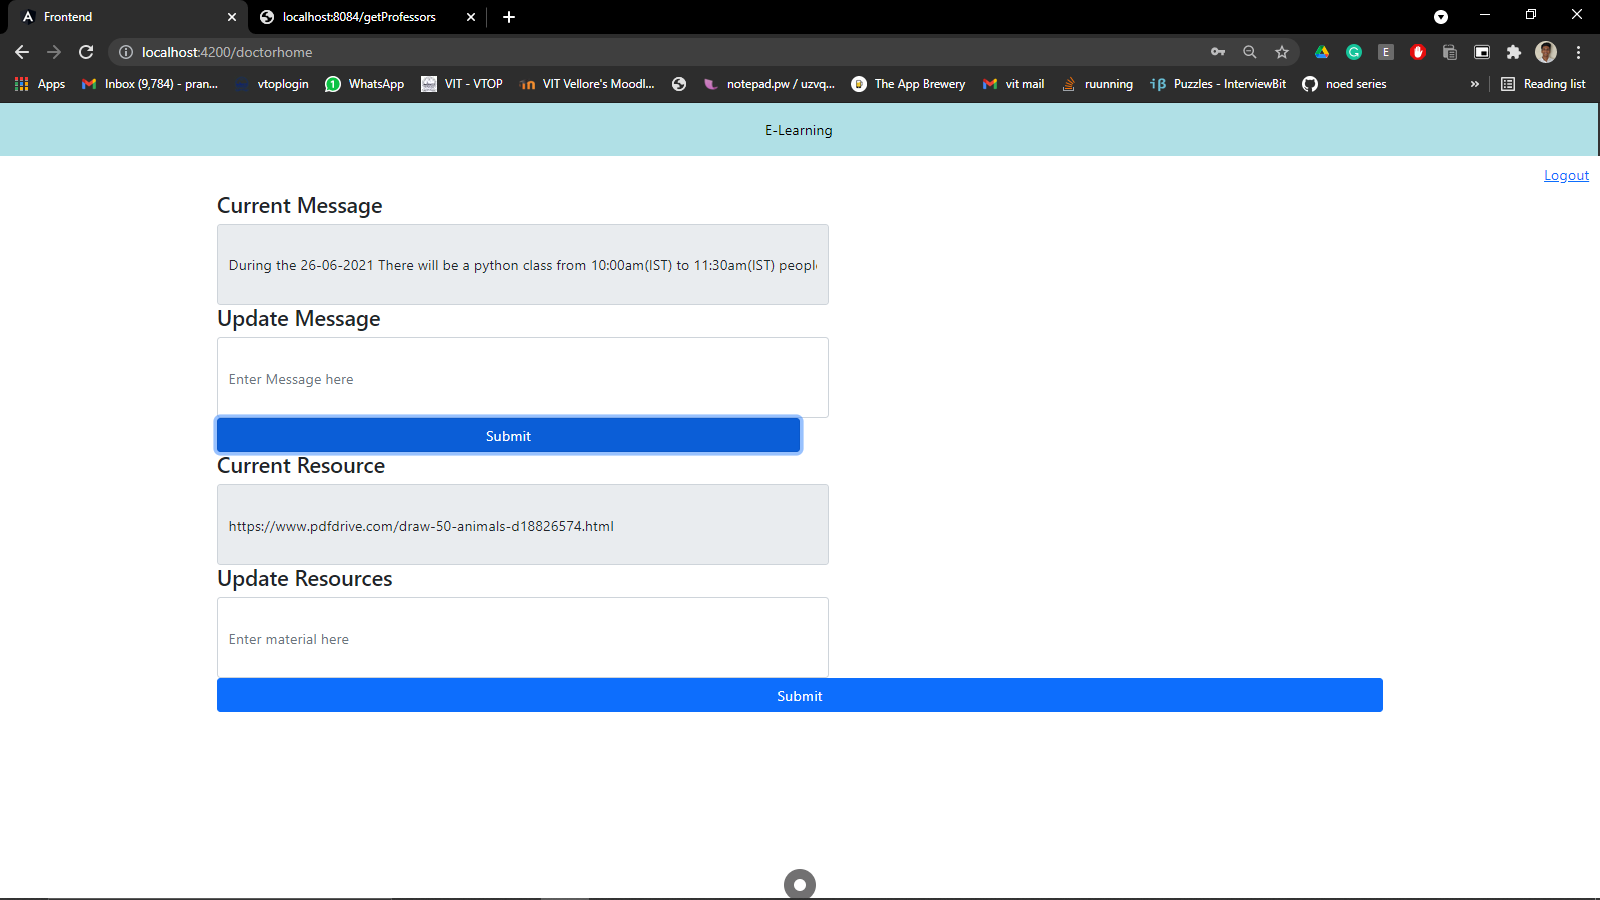 Frontend
localhost:8084/getProfessors
localhost:4200/doctorhome
Apps
Inbox (9,784) - pran...
vtoplogin
WhatsApp
VIT - VTOP
VIT Vellore's Moodl...
notepad.pw / uzvq...
The App Brewery
vit mail
ruunning
Puzzles - InterviewBit
noed series
»
Reading list
E-Learning
Logout
Current Message
During the 26-06-2021 There will be a python class from 10:00am(IST) to 11:30am(IST) people
Update Message
Enter Message here
Submit
Current Resource
https://www.pdfdrive.com/draw-50-animals-d18826574.html
Update Resources
Enter material here
Submit